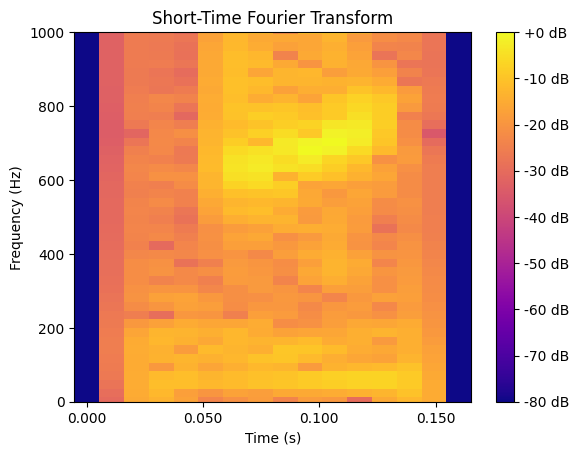 Short-Time Fourier Transform
1000
800
600
400
200
0
Frequency (Hz)
0.000
0.050
0.100
0.150
Time (s)
+0 dB
-10 dB
-20 dB
-30 dB
-40 dB
-50 dB
-60 dB
-70 dB
-80 dB